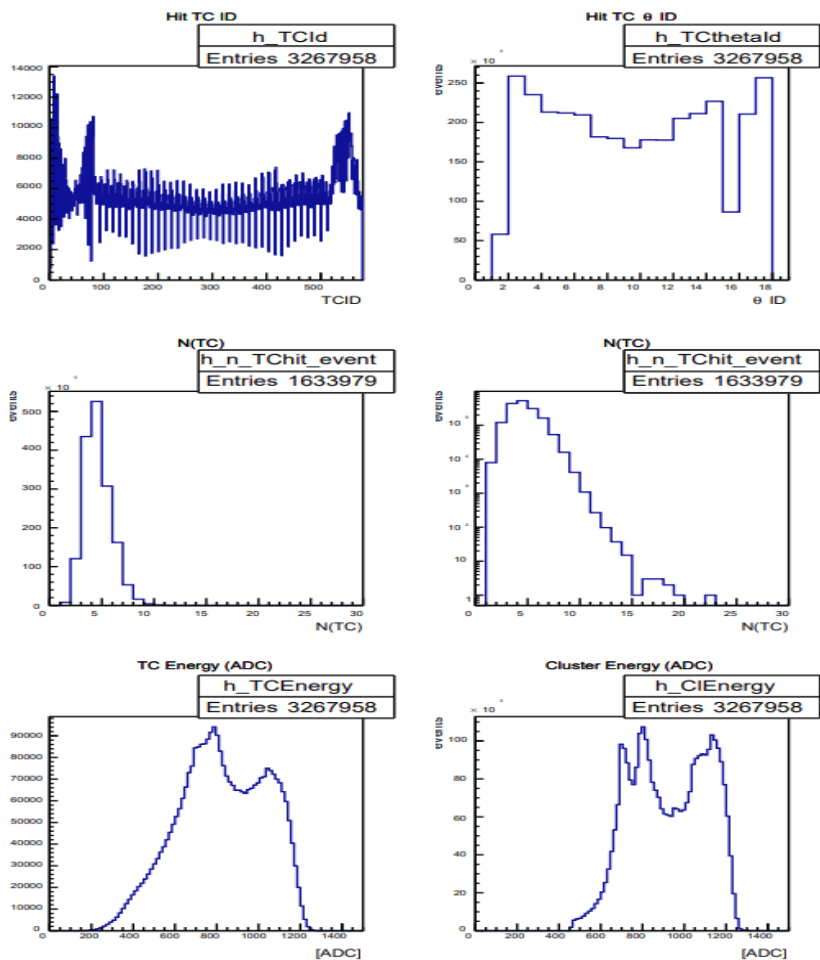 Hit TC ID
h_TCId
Entries 3267958
14000
12000
10000
8000
6000
4000
2000
0
0 100 200 300 400 500
TCID
Hit TC θ ID
h_TCthetaId
Entries 3267958
events
250
200
150
100
50
0
2 4 6 8 10 12 14 16 18
θ ID
N(TC)
h_n_TChit_event
Entries 1633979
events
500
400
300
200
100
0
0 5 10 15 20 25 30
N(TC)
N(TC)
h_n_TChit_event
Entries 1633979
events
10
10
10
10
10
1
5 10 15 20 25 30
N(TC)
TC Energy (ADC)
h_TCEnergy
Entries 3267958
90000
80000
70000
60000
50000
40000
30000
20000
10000
0
0 200 400 600 800 1000 1200 1400
[ADC]
Cluster Energy (ADC)
h_ClEnergy
Entries 3267958
events
100
80
60
40
20
0
0 200 400 600 800 1000 1200 1400
[ADC]